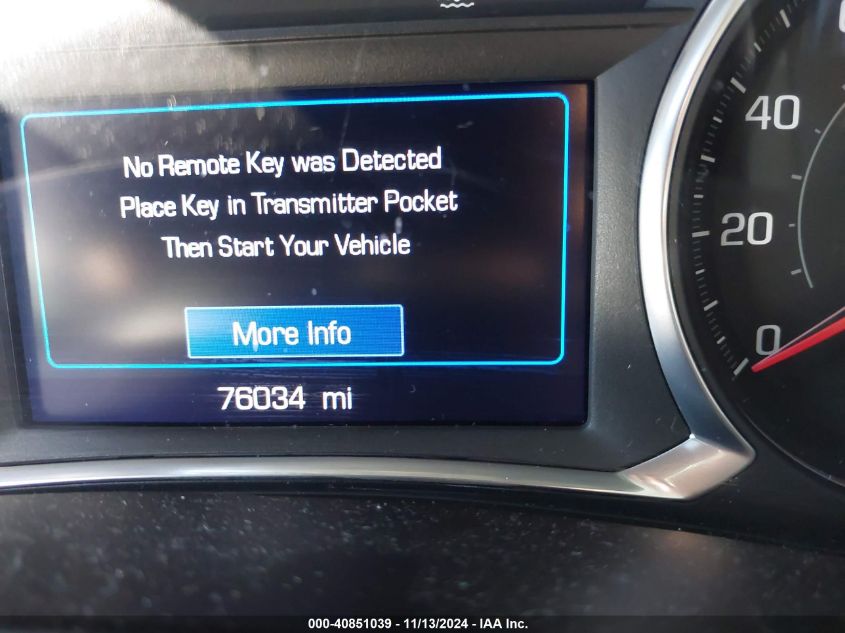 No Remote Key was Detected
Place Key in Transmitter Pocket
Then Start Your Vehicle
More Info
76034 mi
40
20
0
000-40851039 - 11/13/2024 - IAA Inc.